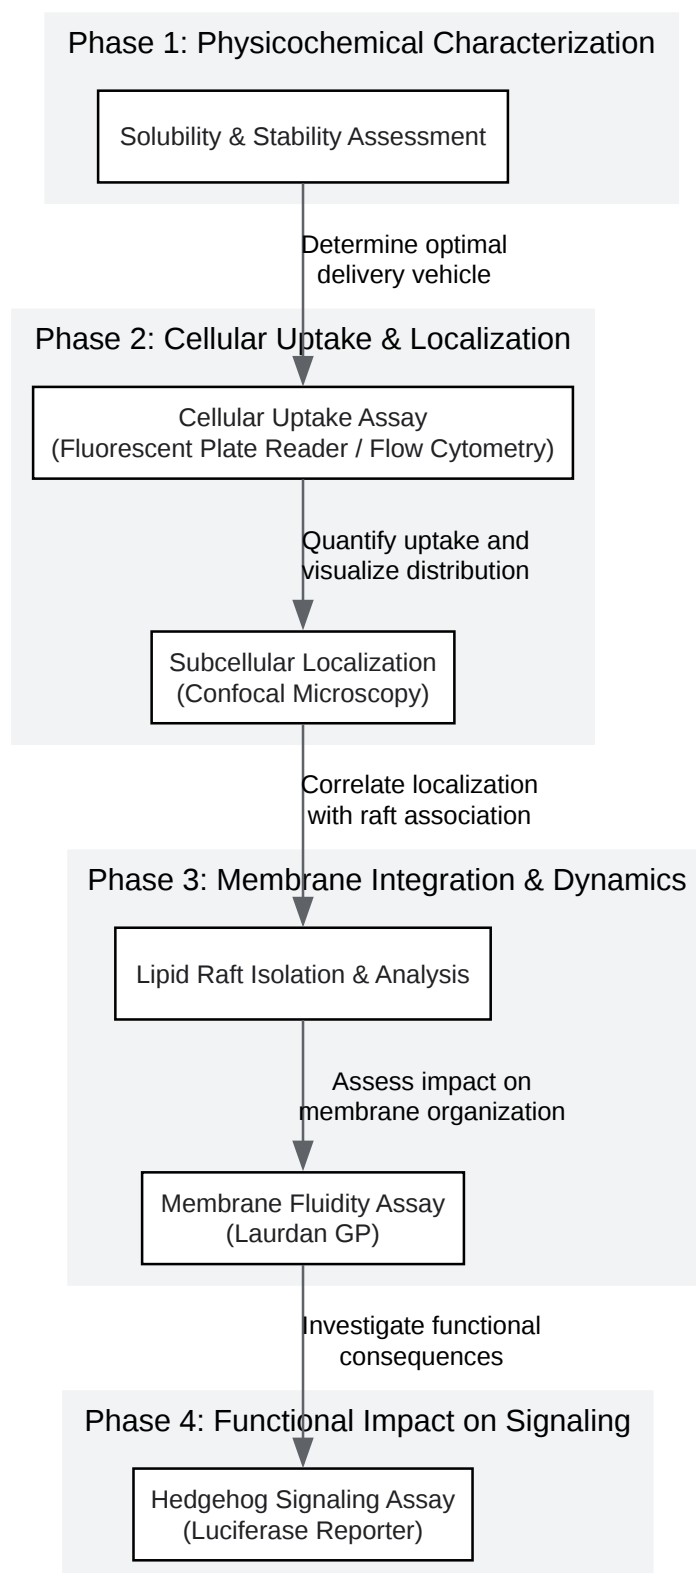 Phase 1: Physicochemical Characterization
Solubility & Stability Assessment
Determine optimal
delivery vehicle
Phase 2: Cellular Uptake & Localization
Cellular Uptake Assay
(Fluorescent Plate Reader / Flow Cytometry)
Quantify uptake and
visualize distribution
Subcellular Localization
(Confocal Microscopy)
Correlate localization
with raft association
Phase 3: Membrane Integration & Dynamics
Lipid Raft Isolation & Analysis
Assess impact on
membrane organization
Membrane Fluidity Assay
(Laurdan GP)
Investigate functional
consequences
Phase 4: Functional Impact on Signaling
Hedgehog Signaling Assay
(Luciferase Reporter)